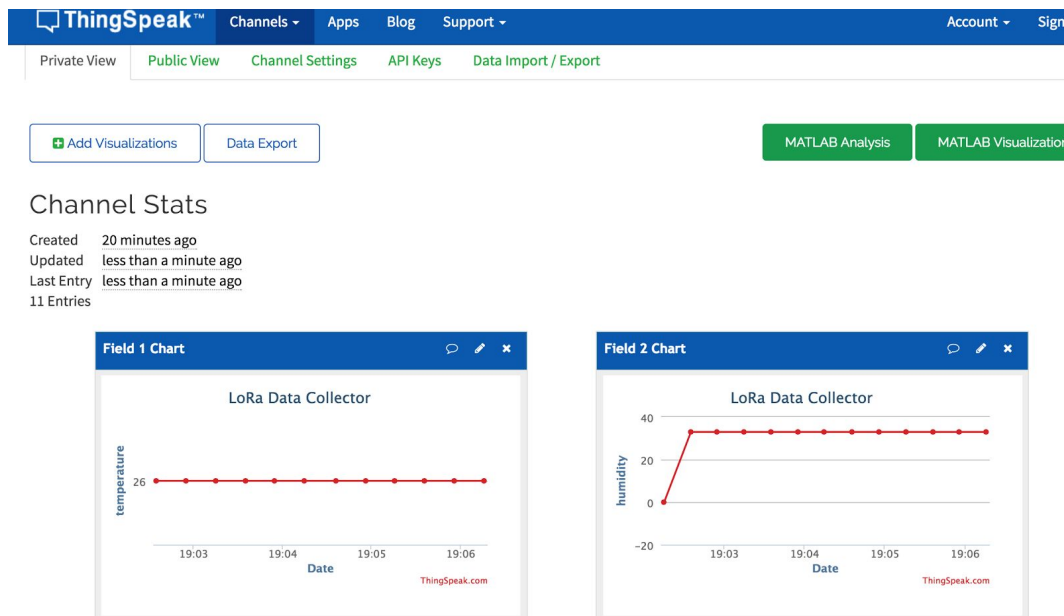 ThingSpeak™ Channels Apps Blog Support Account Sign
Private View Public View Channel Settings API Keys Data Import / Export
Add Visualizations Data Export MATLAB Analysis MATLAB Visualization
Channel Stats
Created 20 minutes ago
Updated less than a minute ago
Last Entry less than a minute ago
11 Entries
Field 1 Chart
LoRa Data Collector
temperature
26
19:03 19:04 19:05 19:06
Date
ThingSpeak.com
Field 2 Chart
LoRa Data Collector
humidity
40
20
0
-20
19:03 19:04 19:05 19:06
Date
ThingSpeak.com